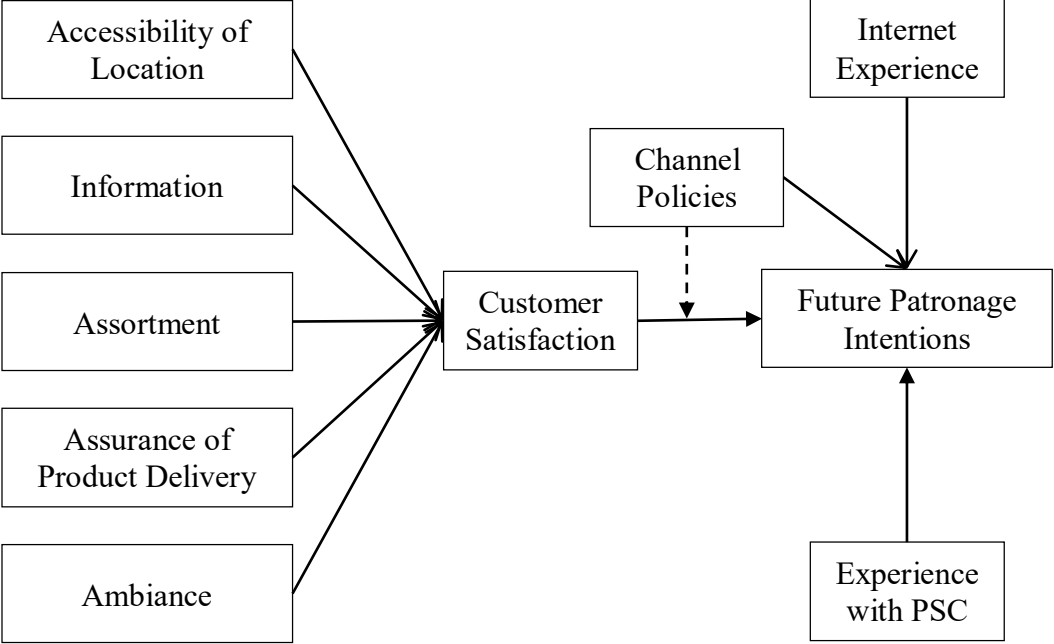 Accessibility of
Location
Information
Assortment
Assurance of
Product Delivery
Ambiance
Customer
Satisfaction
Channel
Policies
Internet
Experience
Future Patronage
Intentions
Experience
with PSC